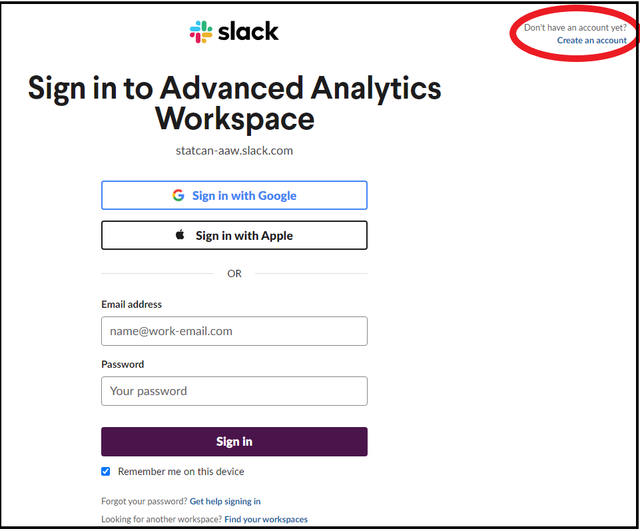 slack
Don't have an account yet?
Create an account
Sign in to Advanced Analytics
Workspace
statcan-aaw.slack.com
Sign in with Google
Sign in with Apple
OR
Email address
name@work-email.com
Password
Your password
Sign In
Remember me on this device
Forgot your password? Get help signing in
Looking for another workspace? Find your workspaces